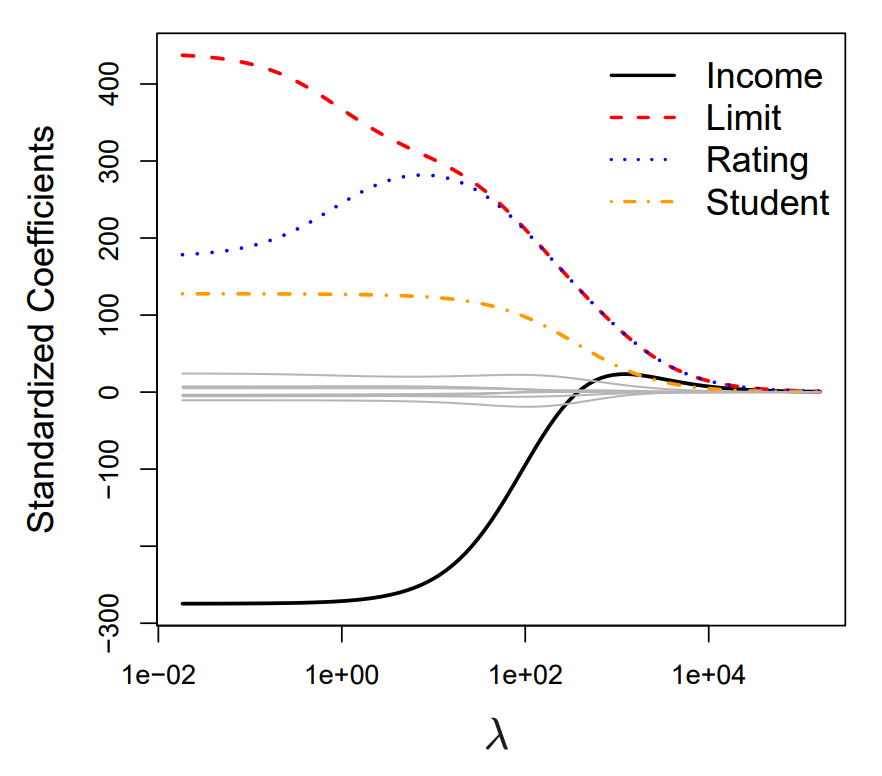 Standardized Coefficients
400
300
200
100
0
−100
−300
1e−02 1e+00 1e+02 1e+04
λ
Income
Limit
Rating
Student